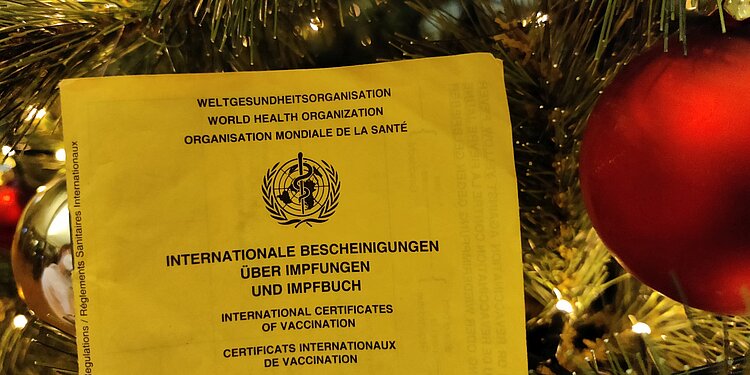 WELTGESUNDHEITSORGANISATION
WORLD HEALTH ORGANIZATION
ORGANISATION MONDIALE DE LA SANTÉ
INTERNATIONALE BESCHEINIGUNGEN
ÜBER IMPFUNGEN
UND IMPFBUCH
INTERNATIONAL CERTIFICATES
OF VACCINATION
CERTIFICATS INTERNATIONAUX
DE VACCINATION
egulations / Règlements Sanitaires Internationaux